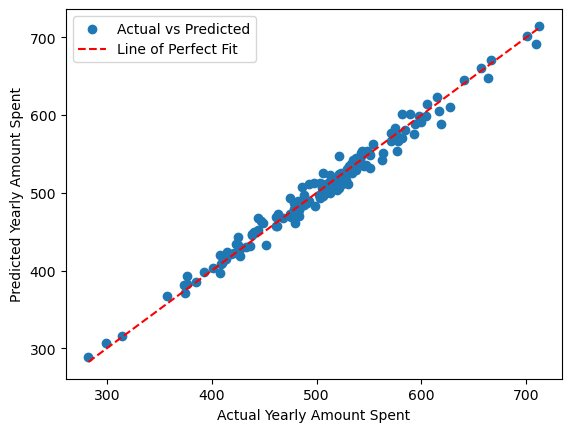 Actual vs Predicted
Line of Perfect Fit
Predicted Yearly Amount Spent
700
600
500
400
300
300 400 500 600 700
Actual Yearly Amount Spent